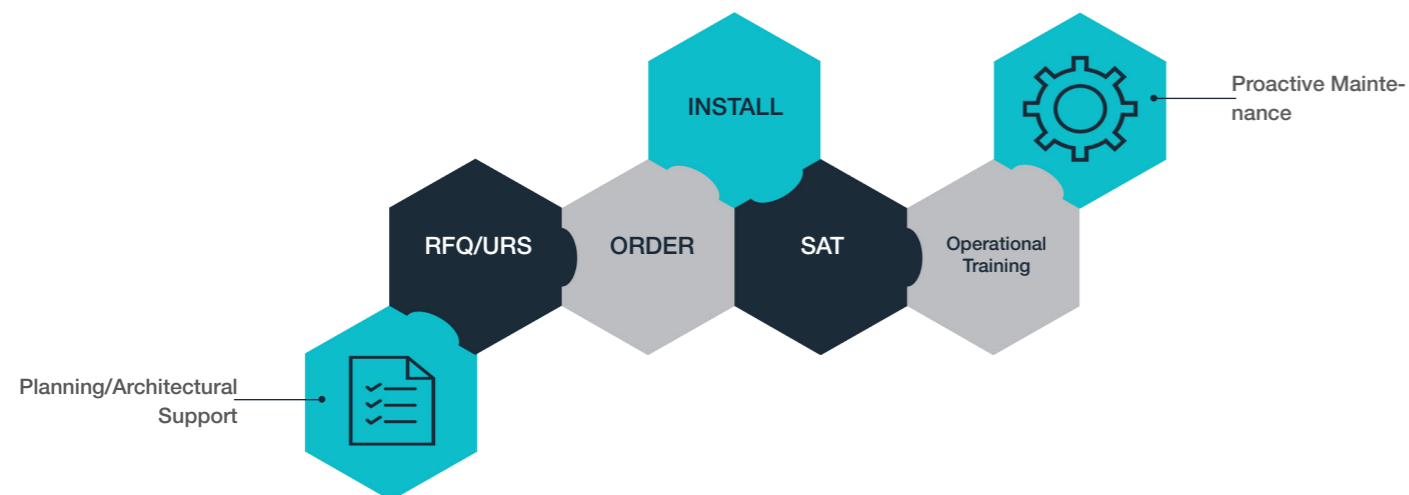 INSTALL
Proactive Mainte-
nance
RFQ/URS
ORDER
SAT
Operational
Training
Planning/Architectural
Support